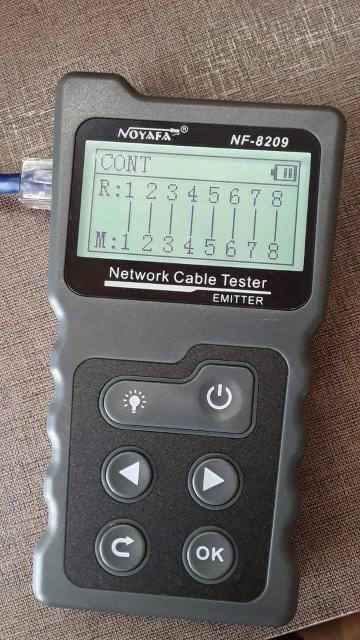 NOYAFA®
NF-8209
CONT
R:1 2 3 4 5 6 7 8
M:1 2 3 4 5 6 7 8
Network Cable Tester
EMITTER
OK